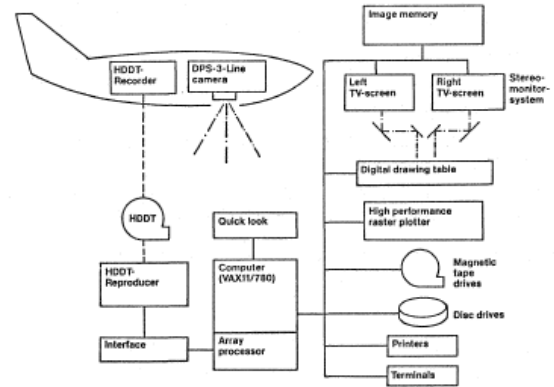 Image memory
HDDT-
Recorder
DPS-3-Line
camera
Left
TV-screen
Right
TV-screen
Stereo-
monitor-
system
Digital drawing table
HDDT
Quick look
High performance
raster plotter
HDDT-
Reproducer
Computer
(VAX11/780)
Magnetic
tape
drives
Disc drives
Interface
Array
processor
Printers
Terminals